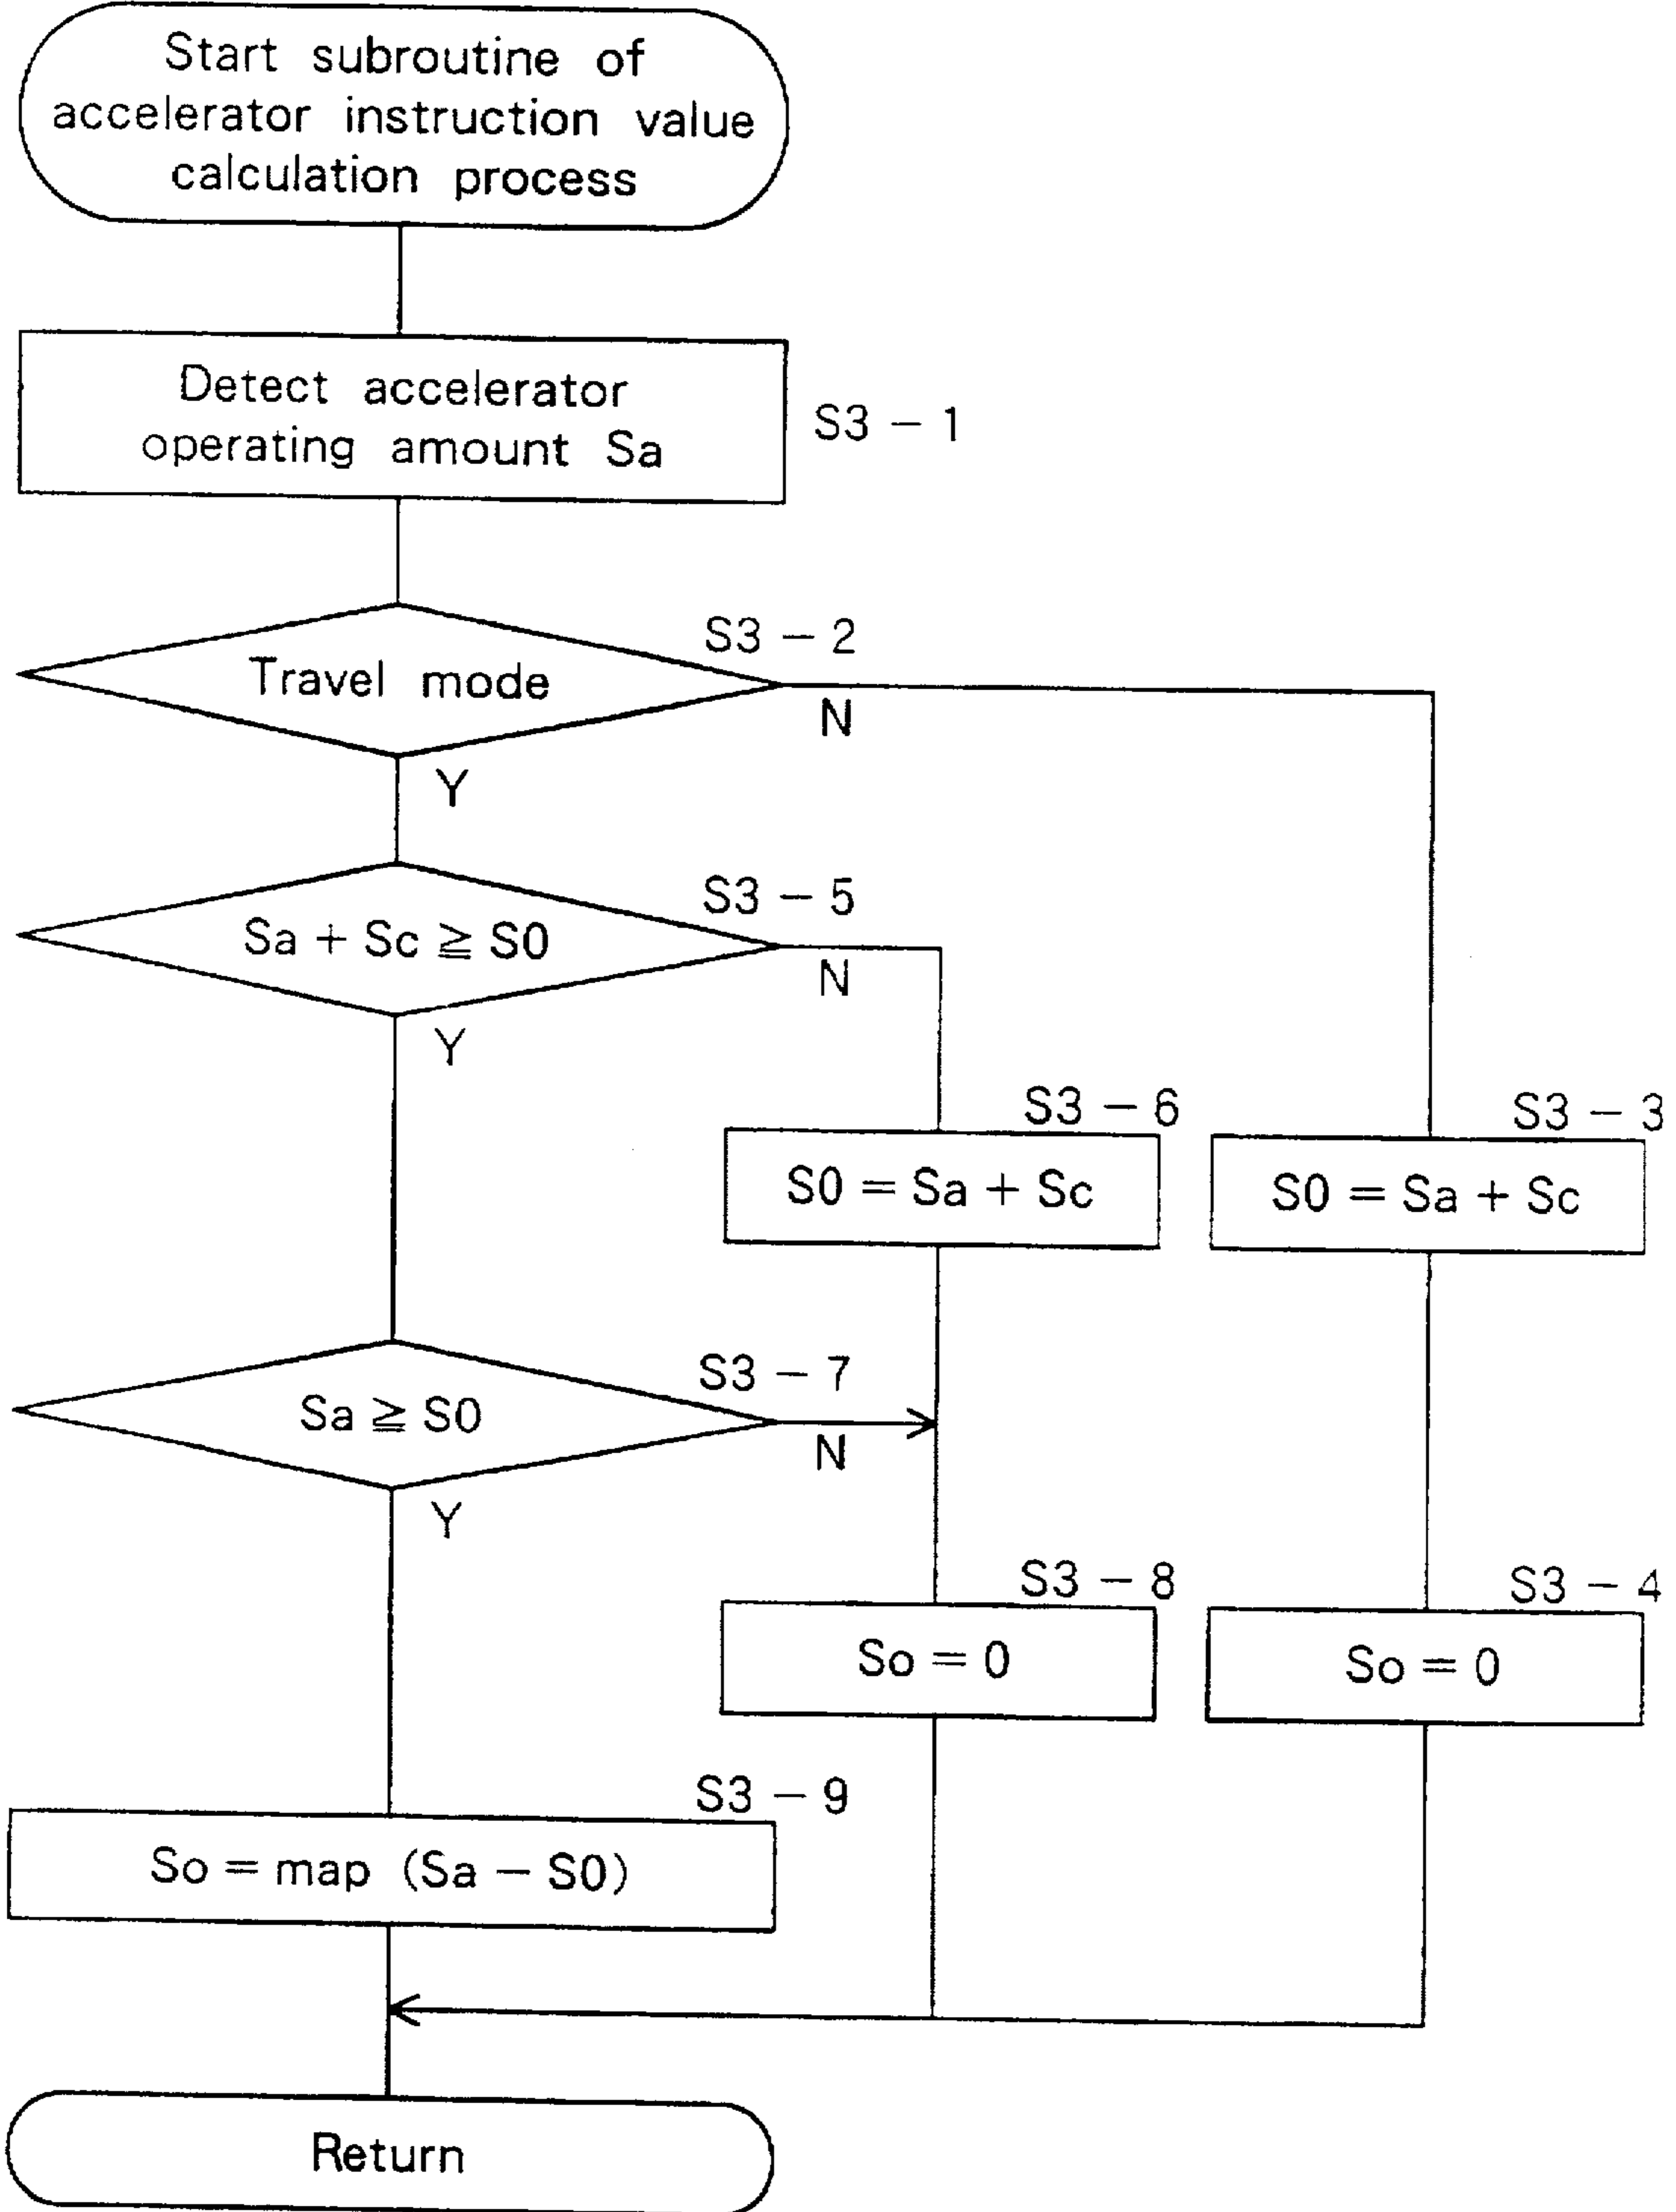 Start subroutine of
accelerator instruction value
calculation process
Detect accelerator
operating amount Sa
S3 − 1
S3 − 2
Travel mode
N
Y
S3 − 5
Sa + Sc ≧ S0
N
Y
S3 − 6
S0 = Sa + Sc
S3 − 3
S0 = Sa + Sc
S3 − 7
Sa ≧ S0
N
Y
S3 − 8
So = 0
S3 − 4
So = 0
S3 − 9
So = map (Sa − S0)
Return